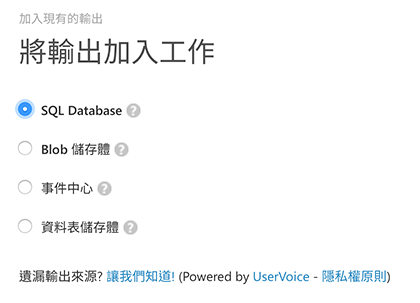 加入現有的輸出
將輸出加入工作
SQL Database ?
Blob 儲存體 ?
事件中心 ?
資料表儲存體 ?
遺漏輸出來源? 讓我們知道! (Powered by UserVoice - 隱私權原則)